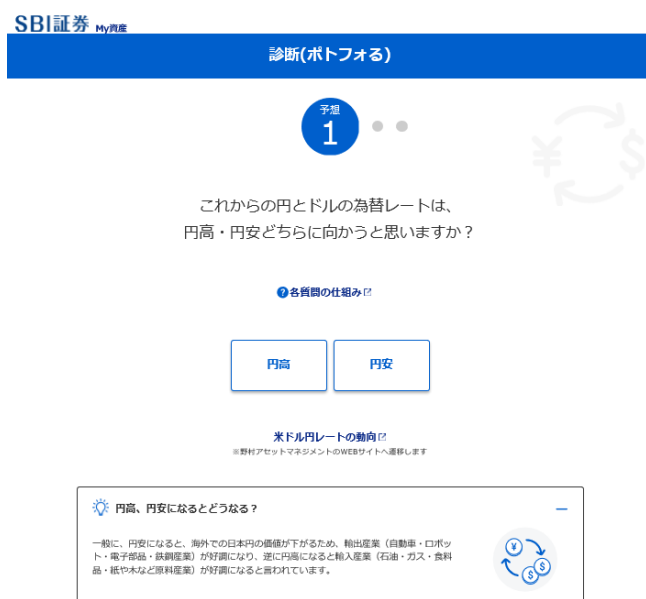 SBI証券 My資産
診断(ポトフォる)
予想
1
これからの円とドルの為替レートは、
円高・円安どちらに向かうと思いますか？
?各質問の仕組み
円高 円安
米ドル円レートの動向
※野村アセットマネジメントのWEBサイトへ遷移します
円高、円安になるとどうなる？
一般に、円安になると、海外での日本円の価値が下がるため、輸出産業（自動車・ロボッ
ト・電子部品・鉄鋼産業）が好調になり、逆に円高になると輸入産業（石油・ガス・食料
品・紙や木など原料産業）が好調になると言われています。